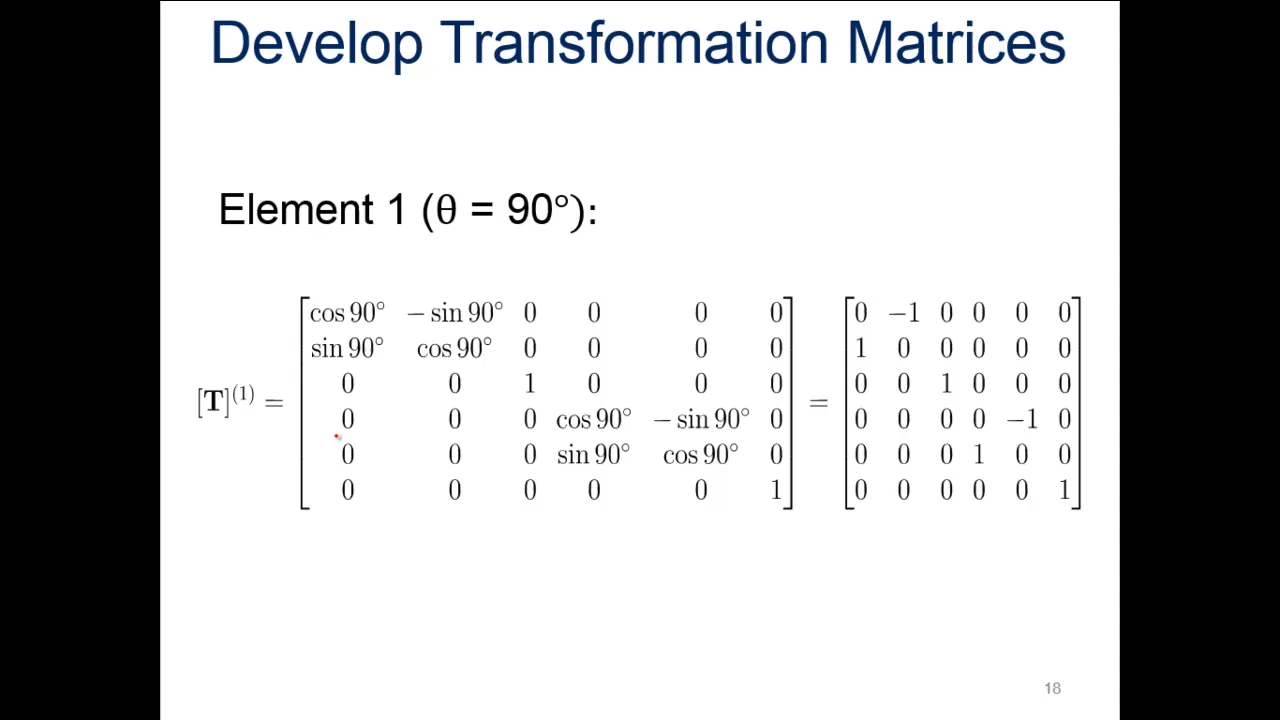 Develop Transformation Matrices
Element 1 (θ = 90°):
cos 90° − sin 90° 0 0 0 0 0 −1 0 0 0 0
sin 90° cos 90° 0 0 0 0 1 0 0 0 0 0
0 0 1 0 0 0 0 0 1 0 0 0
[T]⁽¹⁾ = =
0 0 0 cos 90° − sin 90° 0 0 0 0 0 −1 0
0 0 0 sin 90° cos 90° 0 0 0 0 1 0 0
0 0 0 0 0 1 0 0 0 0 0 1
18